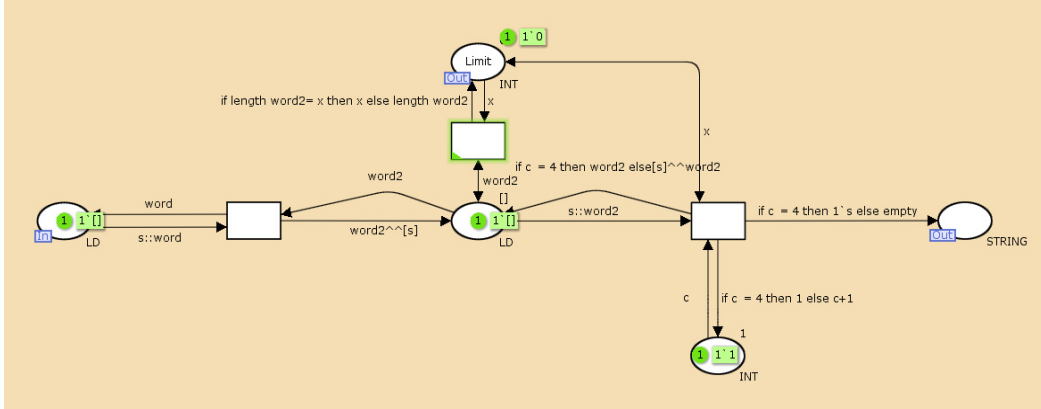 1 1`0
Limit
Out
INT
if length word2= x then x else length word2
x
x
if c = 4 then word2 else[s]^^word2
word2
word2
[]
word
1 1`[]
In
LD
s::word
word2^^[s]
1 1`[]
LD
s::word2
if c = 4 then 1`s else empty
Out
STRING
c
if c = 4 then 1 else c+1
1
1 1`1
INT